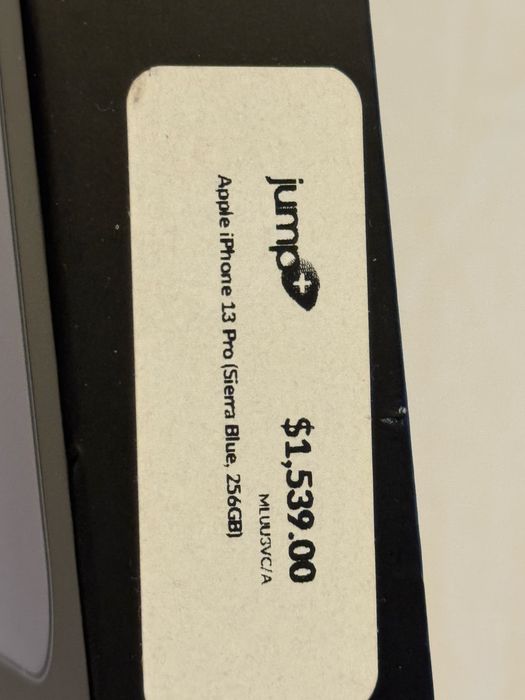 jump+
$1,539.00
MLUU3VC/A
Apple iPhone 13 Pro (Sierra Blue, 256GB)